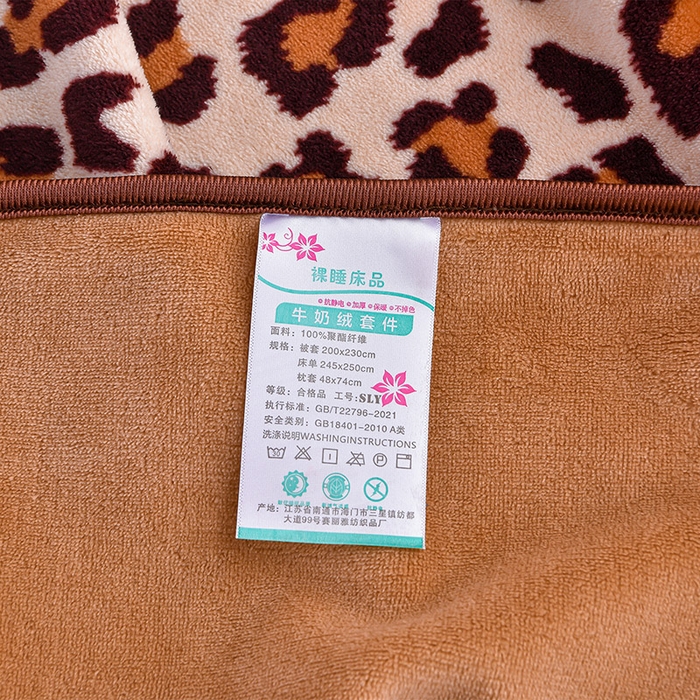 裸睡床品
抗静电 加厚 保暖 不掉色
牛奶绒套件
面料：100%聚酯纤维
规格：被套 200x230cm
床单 245x250cm
枕套 48x74cm
等级：合格品 工号:SLY
执行标准：GB/T22796-2021
安全类别：GB18401-2010 A类
洗涤说明WASHINGINSTRUCTIONS
产地：江苏省南通市海门市三星镇纺都
大道99号赛丽雅纺织品厂